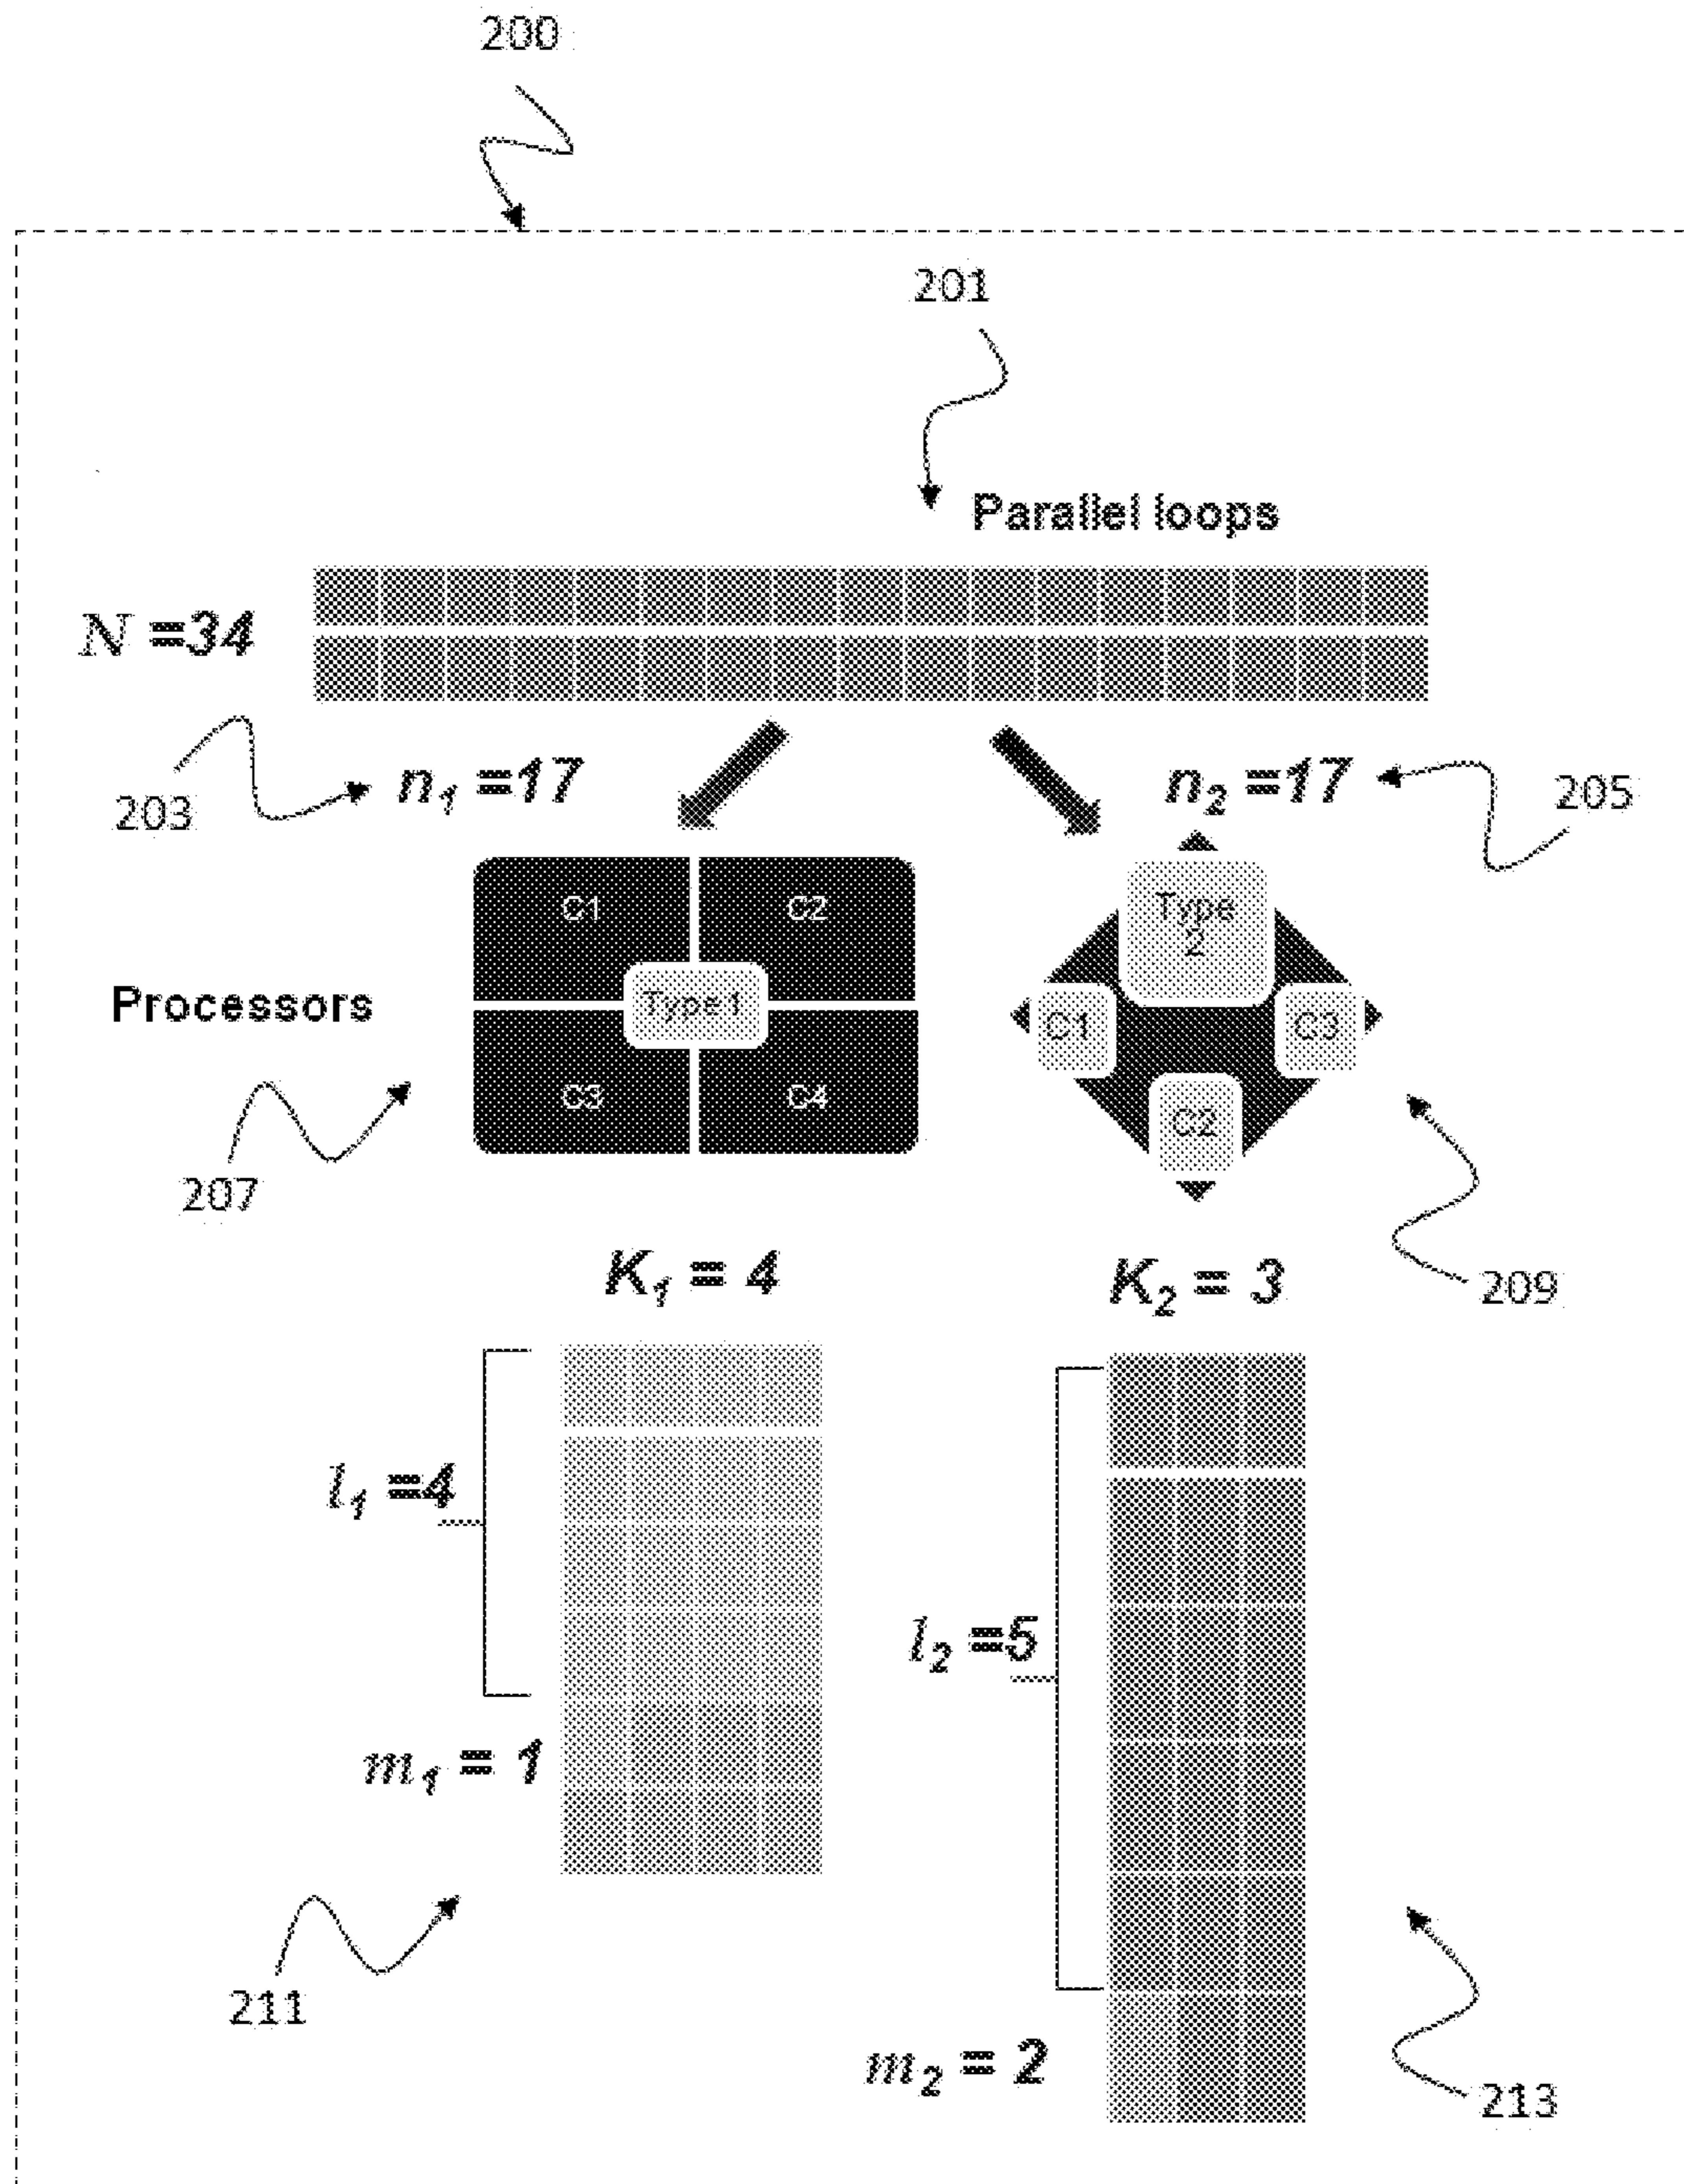 200
201
Parallel loops
N =34
203
n₁ =17
n₂ =17
205
C1
C2
Type 1
C3
C4
Type
2
C1
C3
C2
Processors
207
209
K₁ = 4
K₂ = 3
l₁ =4
l₂ =5
m₁ = 1
m₂ = 2
211
213